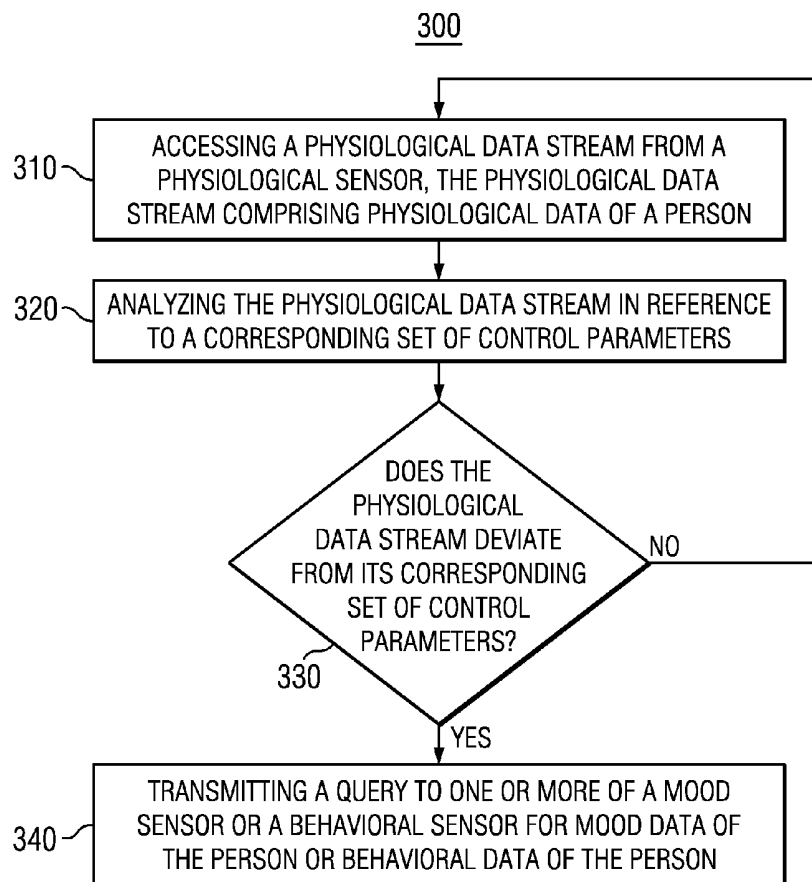 300
310
ACCESSING A PHYSIOLOGICAL DATA STREAM FROM A
PHYSIOLOGICAL SENSOR, THE PHYSIOLOGICAL DATA
STREAM COMPRISING PHYSIOLOGICAL DATA OF A PERSON
320
ANALYZING THE PHYSIOLOGICAL DATA STREAM IN REFERENCE
TO A CORRESPONDING SET OF CONTROL PARAMETERS
DOES THE
PHYSIOLOGICAL
DATA STREAM DEVIATE
FROM ITS CORRESPONDING
SET OF CONTROL
PARAMETERS?
NO
330
YES
340
TRANSMITTING A QUERY TO ONE OR MORE OF A MOOD
SENSOR OR A BEHAVIORAL SENSOR FOR MOOD DATA OF
THE PERSON OR BEHAVIORAL DATA OF THE PERSON